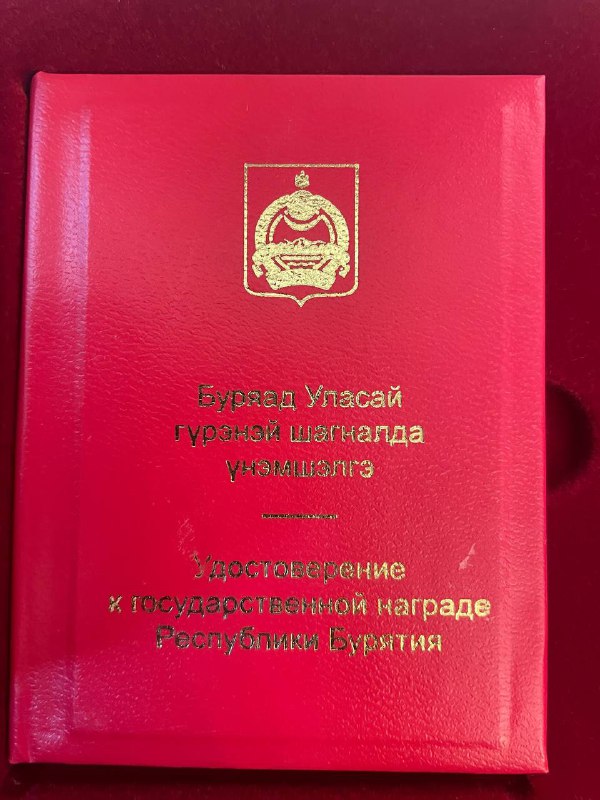 Буряад Уласай
гүрэнэй шагналда
үнэмшэлгэ
Удостоверение
к государственной награде
Республики Бурятия